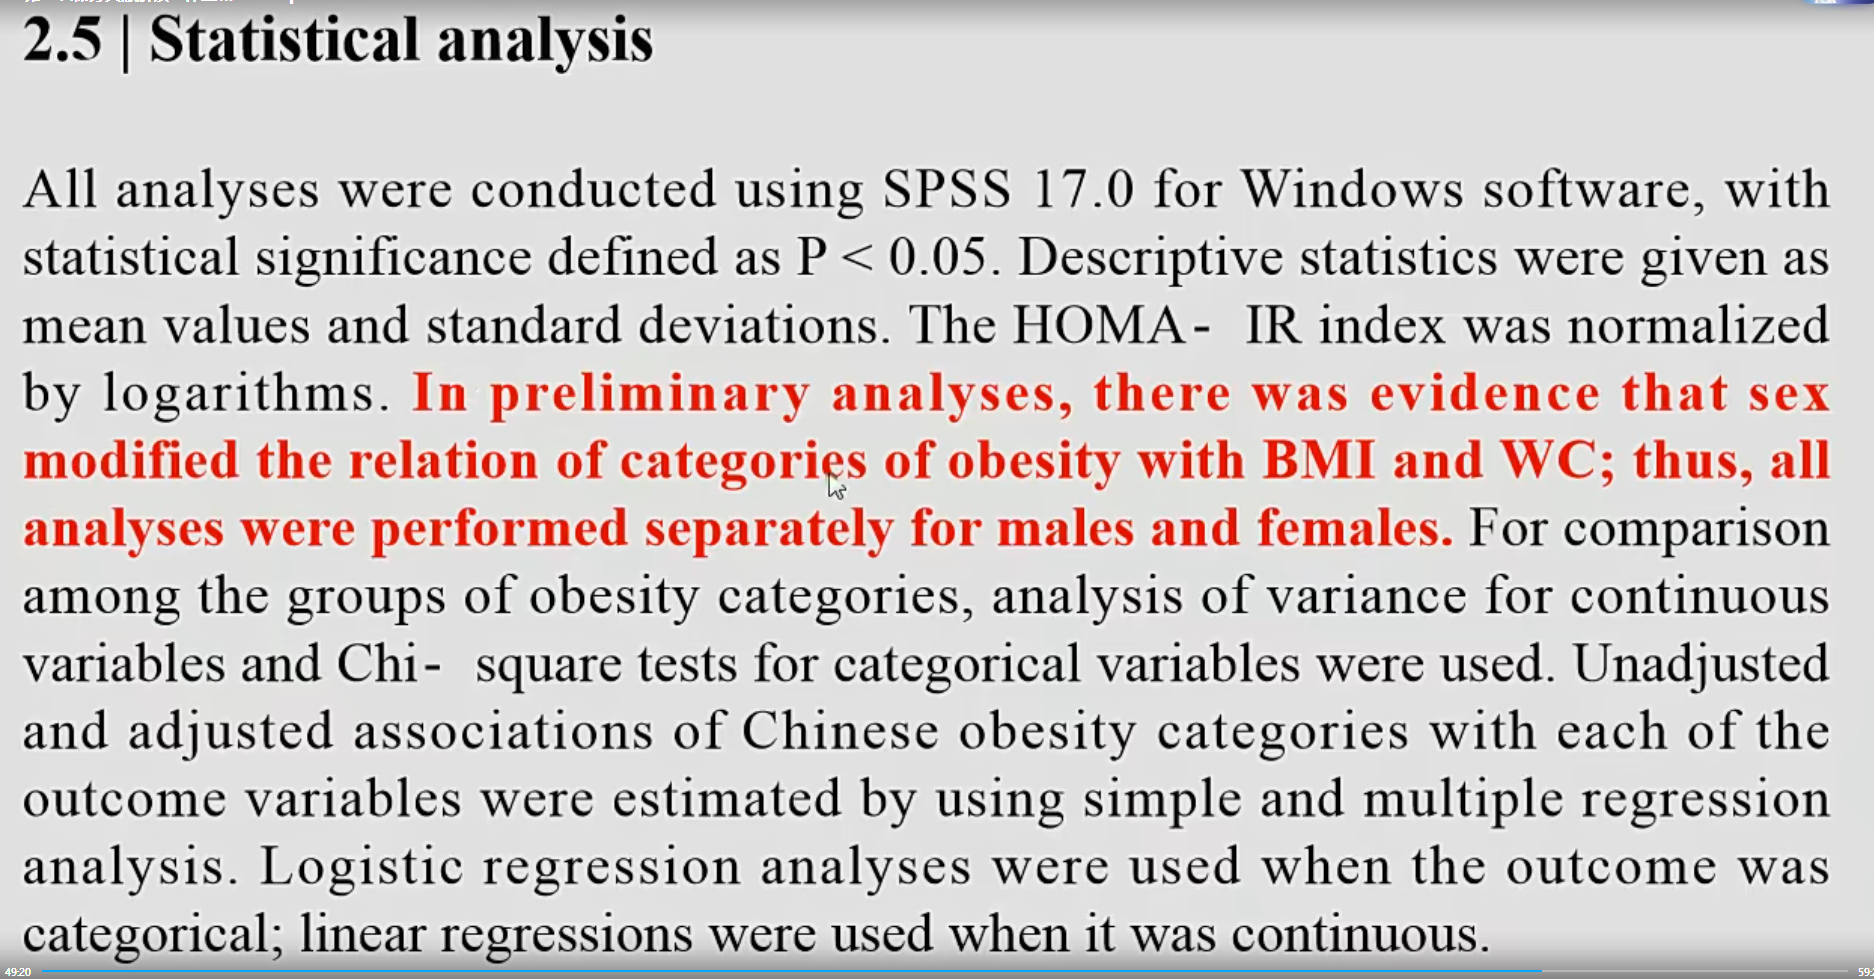 2.5 | Statistical analysis
All analyses were conducted using SPSS 17.0 for Windows software, with
statistical significance defined as P < 0.05. Descriptive statistics were given as
mean values and standard deviations. The HOMA- IR index was normalized
by logarithms. In preliminary analyses, there was evidence that sex
modified the relation of categories of obesity with BMI and WC; thus, all
analyses were performed separately for males and females. For comparison
among the groups of obesity categories, analysis of variance for continuous
variables and Chi- square tests for categorical variables were used. Unadjusted
and adjusted associations of Chinese obesity categories with each of the
outcome variables were estimated by using simple and multiple regression
analysis. Logistic regression analyses were used when the outcome was
categorical; linear regressions were used when it was continuous.
49:20